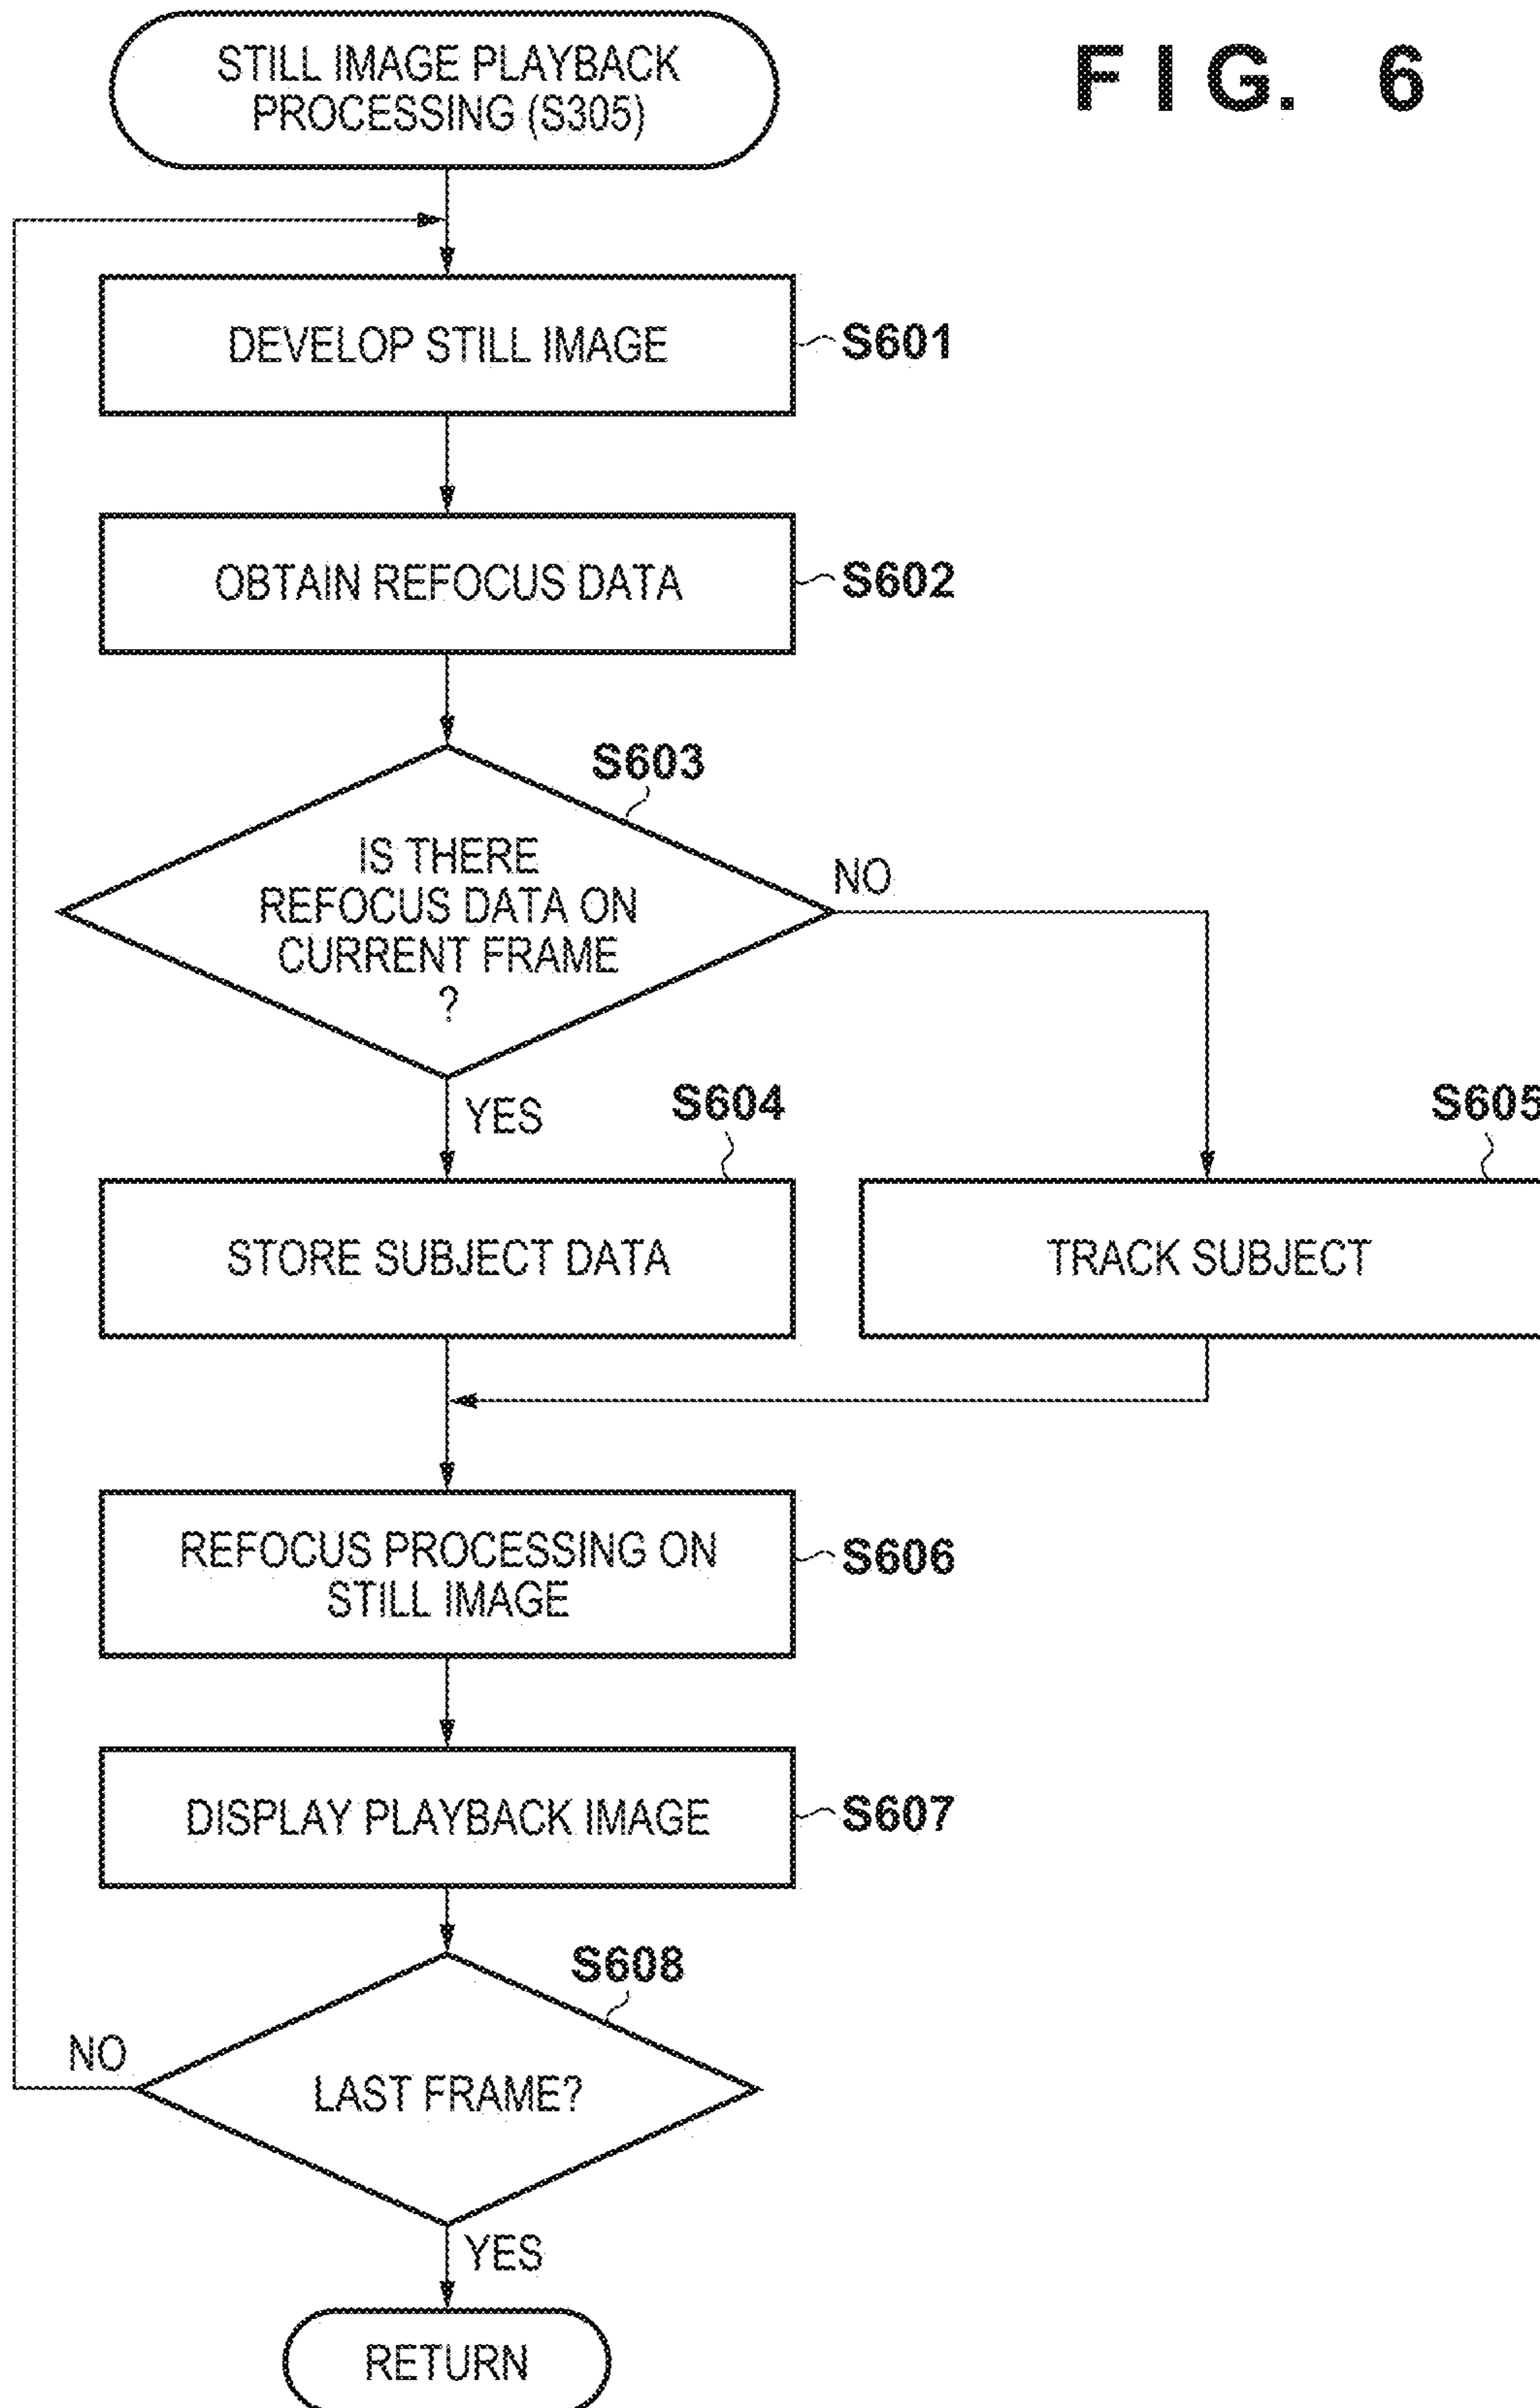 FIG. 6
STILL IMAGE PLAYBACK
PROCESSING (S305)
DEVELOP STILL IMAGE
S601
OBTAIN REFOCUS DATA
S602
S603
IS THERE
REFOCUS DATA ON
CURRENT FRAME
?
NO
YES
S604
S605
STORE SUBJECT DATA
TRACK SUBJECT
REFOCUS PROCESSING ON
STILL IMAGE
S606
DISPLAY PLAYBACK IMAGE
S607
S608
NO
LAST FRAME?
YES
RETURN